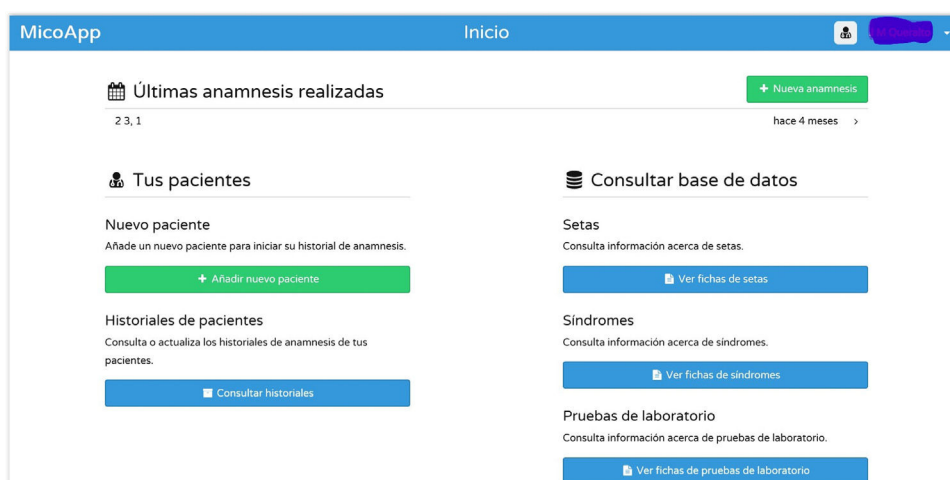 MicoApp
Inicio
Últimas anamnesis realizadas
+ Nueva anamnesis
2 3, 1
hace 4 meses >
Tus pacientes
Nuevo paciente
Añade un nuevo paciente para iniciar su historial de anamnesis.
+ Añadir nuevo paciente
Historiales de pacientes
Consulta o actualiza los historiales de anamnesis de tus
pacientes.
Consultar historiales
Consultar base de datos
Setas
Consulta información acerca de setas.
Ver fichas de setas
Síndromes
Consulta información acerca de síndromes.
Ver fichas de síndromes
Pruebas de laboratorio
Consulta información acerca de pruebas de laboratorio.
Ver fichas de pruebas de laboratorio